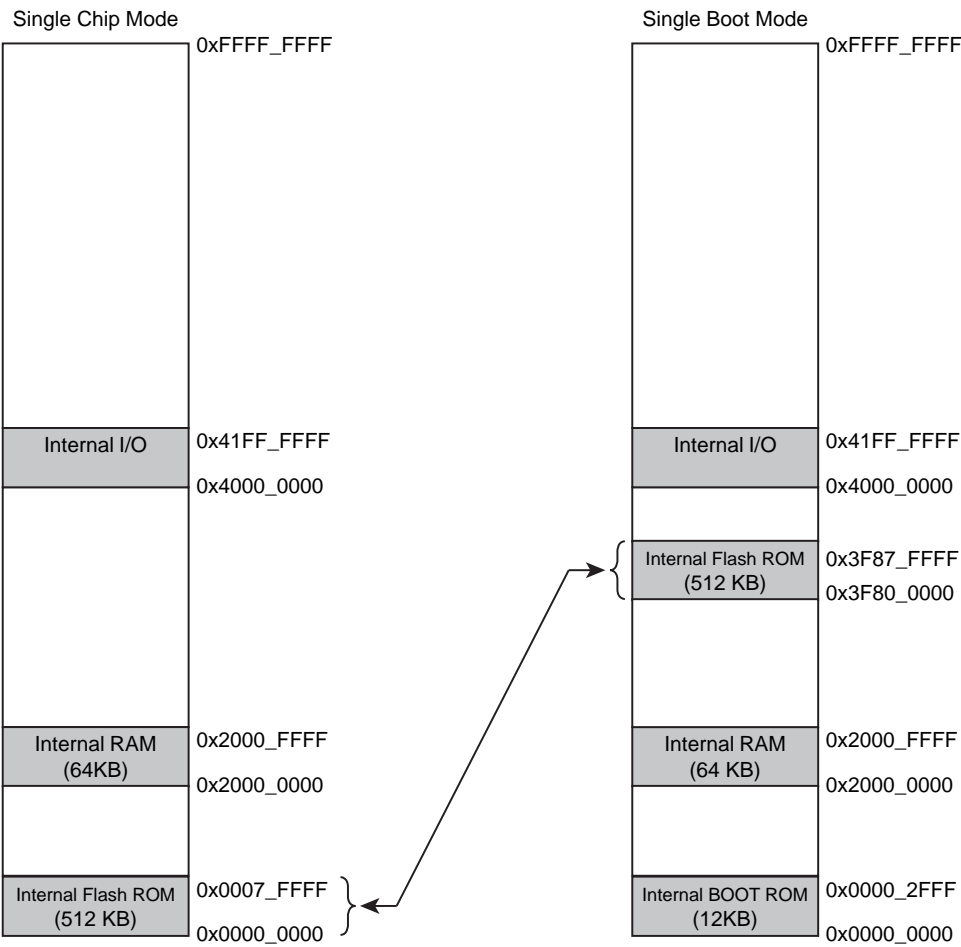 Single Chip Mode
0xFFFF_FFFF
Internal I/O
0x41FF_FFFF
0x4000_0000
Internal RAM
(64KB)
0x2000_FFFF
0x2000_0000
Internal Flash ROM
(512 KB)
0x0007_FFFF
0x0000_0000
Single Boot Mode
0xFFFF_FFFF
Internal I/O
0x41FF_FFFF
0x4000_0000
Internal Flash ROM
(512 KB)
0x3F87_FFFF
0x3F80_0000
Internal RAM
(64 KB)
0x2000_FFFF
0x2000_0000
Internal BOOT ROM
(12KB)
0x0000_2FFF
0x0000_0000